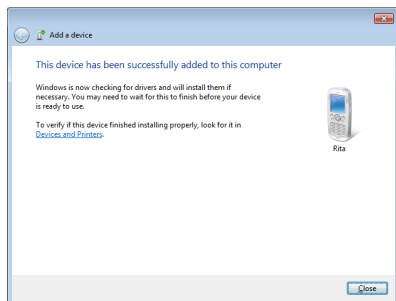 Add a device
This device has been successfully added to this computer
Windows is now checking for drivers and will install them if
necessary. You may need to wait for this to finish before your device
is ready to use.
To verify if this device finished installing properly, look for it in
Devices and Printers.
Rita
Close